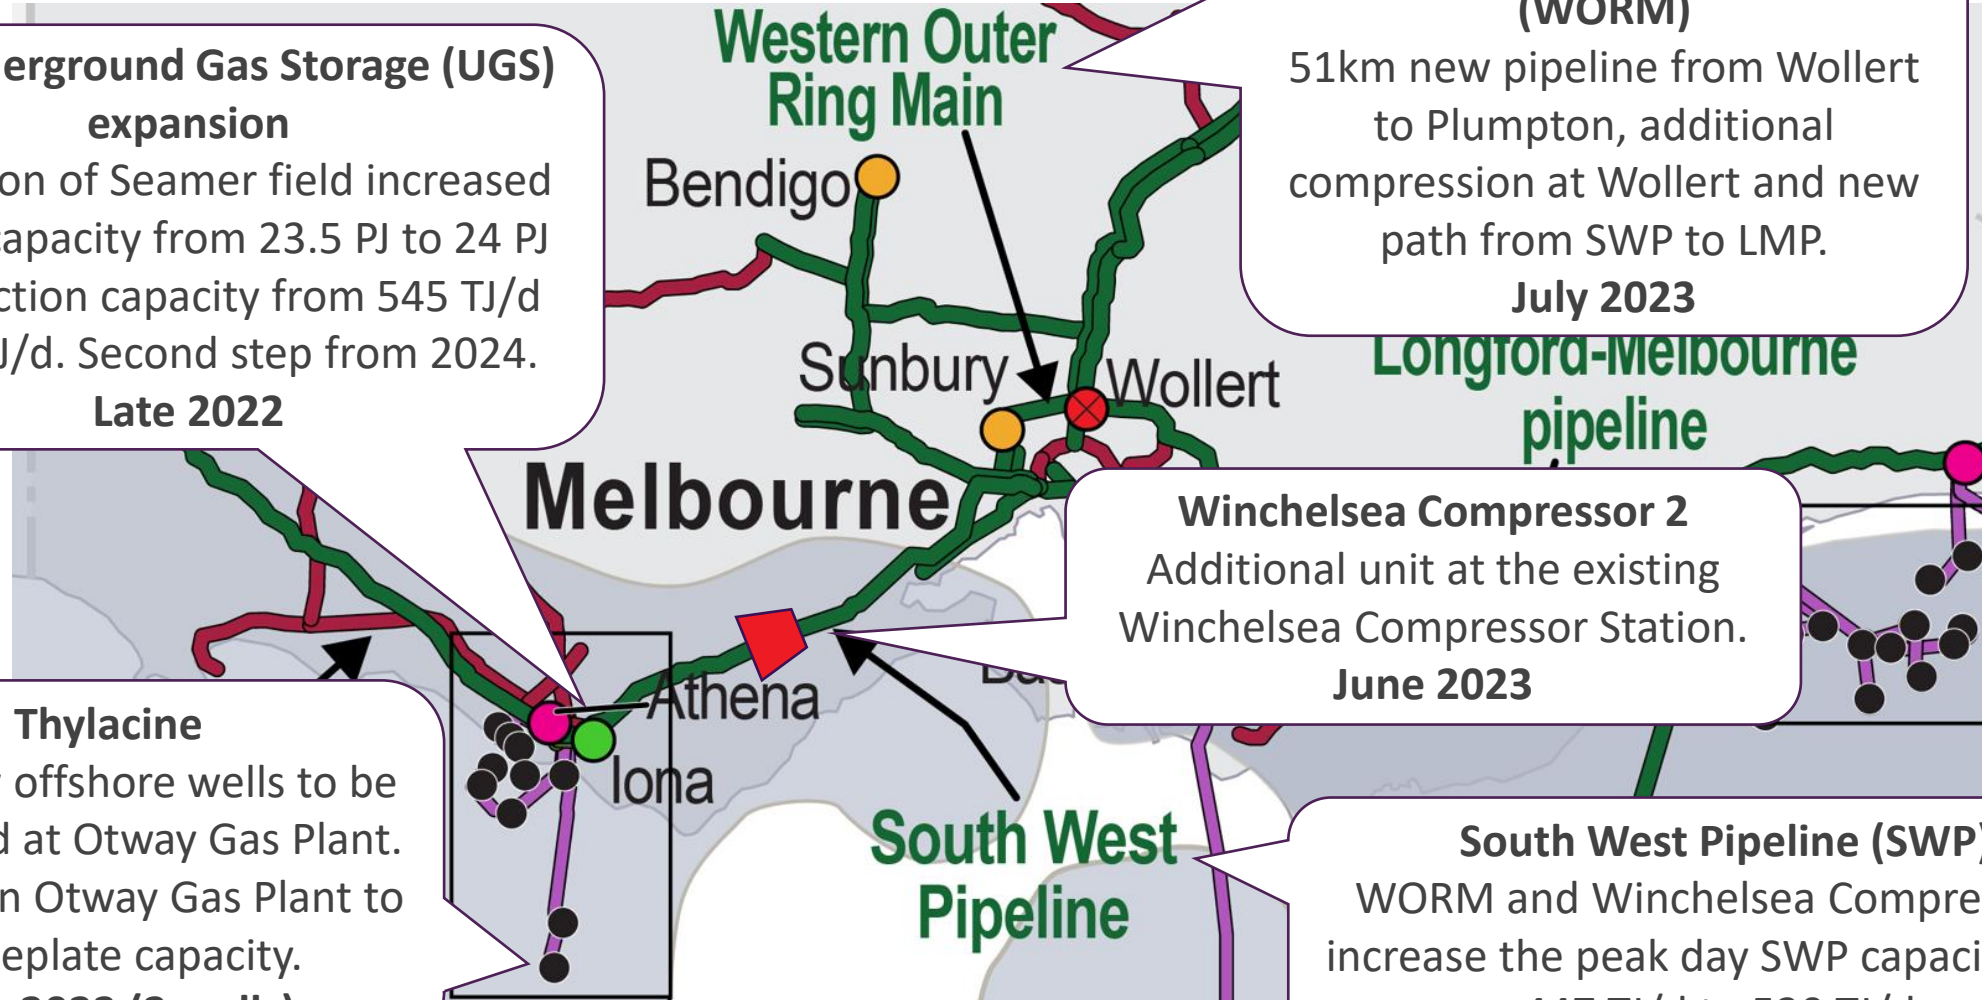 erground Gas Storage (UGS)
expansion
on of Seamer field increased
capacity from 23.5 PJ to 24 PJ
ction capacity from 545 TJ/d
J/d. Second step from 2024.
Late 2022
Western Outer
Ring Main
(WORM)
51km new pipeline from Wollert
to Plumpton, additional
compression at Wollert and new
path from SWP to LMP.
July 2023
Bendigo
Sunbury
Wollert
Longford-Melbourne
pipeline
Melbourne
Winchelsea Compressor 2
Additional unit at the existing
Winchelsea Compressor Station.
June 2023
Athena
Iona
Thylacine
offshore wells to be
d at Otway Gas Plant.
n Otway Gas Plant to
eplate capacity.
South West
Pipeline
South West Pipeline (SWP)
WORM and Winchelsea Compre
increase the peak day SWP capaci